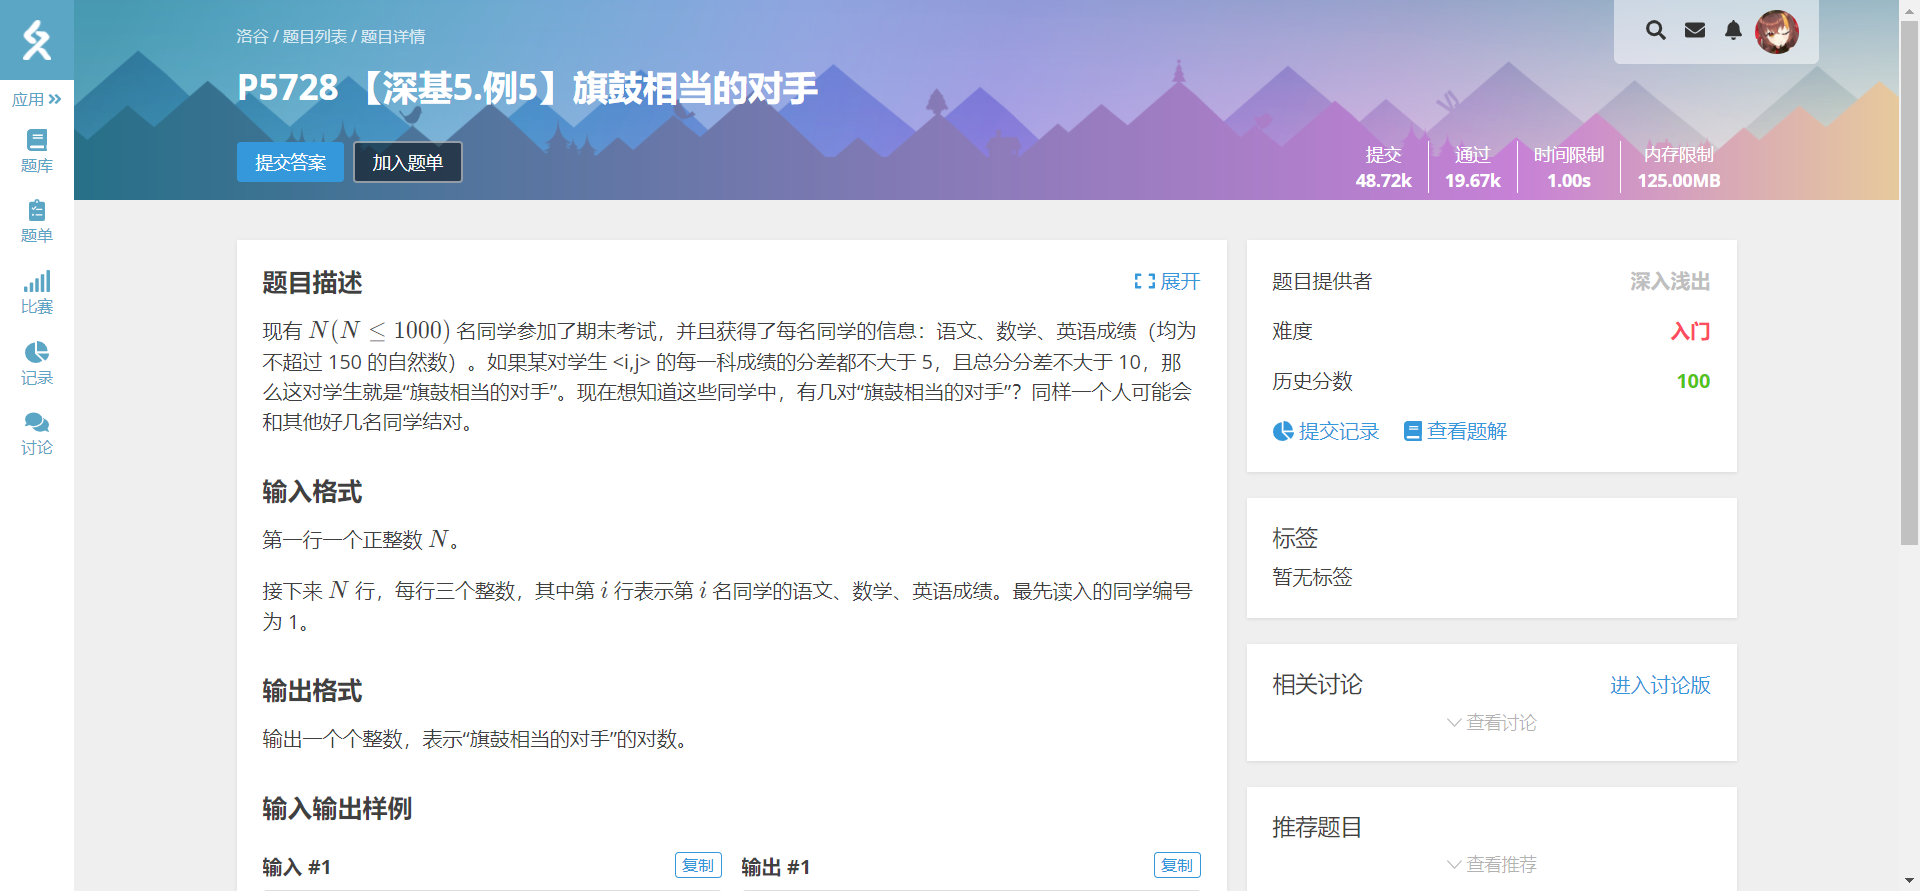 洛谷 / 题目列表 / 题目详情
P5728 【深基5.例5】旗鼓相当的对手
提交答案
加入题单
提交
48.72k
通过
19.67k
时间限制
1.00s
内存限制
125.00MB
应用
题库
题单
比赛
记录
讨论
题目描述
展开
现有 N(N ≤ 1000) 名同学参加了期末考试，并且获得了每名同学的信息：语文、数学、英语成绩（均为
不超过 150 的自然数）。如果某对学生 <i,j> 的每一科成绩的分差都不大于 5，且总分分差不大于 10，那
么这对学生就是“旗鼓相当的对手”。现在想知道这些同学中，有几对“旗鼓相当的对手”？同样一个人可能会
和其他好几名同学结对。
输入格式
第一行一个正整数 N。
接下来 N 行，每行三个整数，其中第 i 行表示第 i 名同学的语文、数学、英语成绩。最先读入的同学编号
为 1。
输出格式
输出一个个整数，表示“旗鼓相当的对手”的对数。
输入输出样例
输入 #1
复制
输出 #1
复制
题目提供者
深入浅出
难度
入门
历史分数
100
提交记录
查看题解
标签
暂无标签
相关讨论
进入讨论版
查看讨论
推荐题目
查看推荐